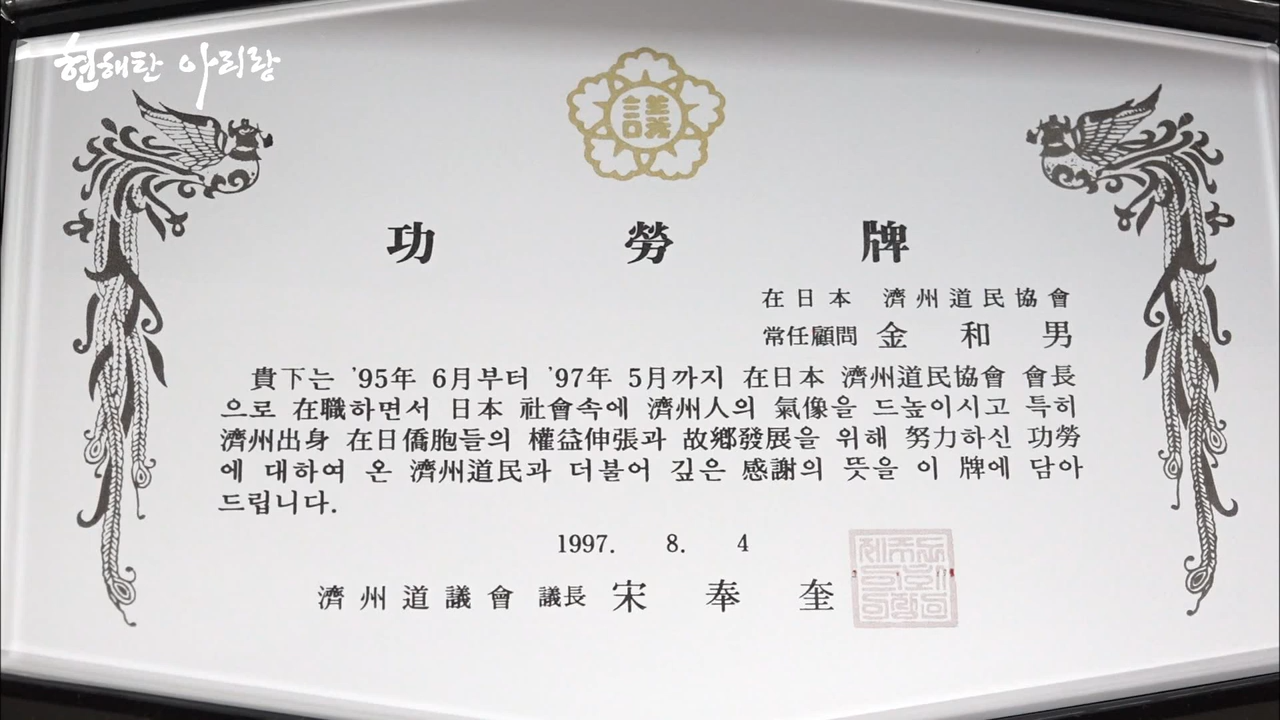 현해탄 아리랑
議
功勞牌
在日本 濟州道民協會
常任顧問 金和男
貴下는 '95年 6月부터 '97年 5月까지 在日本 濟州道民協會 會長
으로 在職하면서 日本 社會속에 濟州人의 氣像을 드높이시고 특히
濟州出身 在日僑胞들의 權益伸張과 故鄕發展을 위해 努力하신 功勞
에 대하여 온 濟州道民과 더불어 깊은 感謝의 뜻을 이 牌에 담아
드립니다.
1997. 8. 4
濟州道議會 議長 宋奉奎